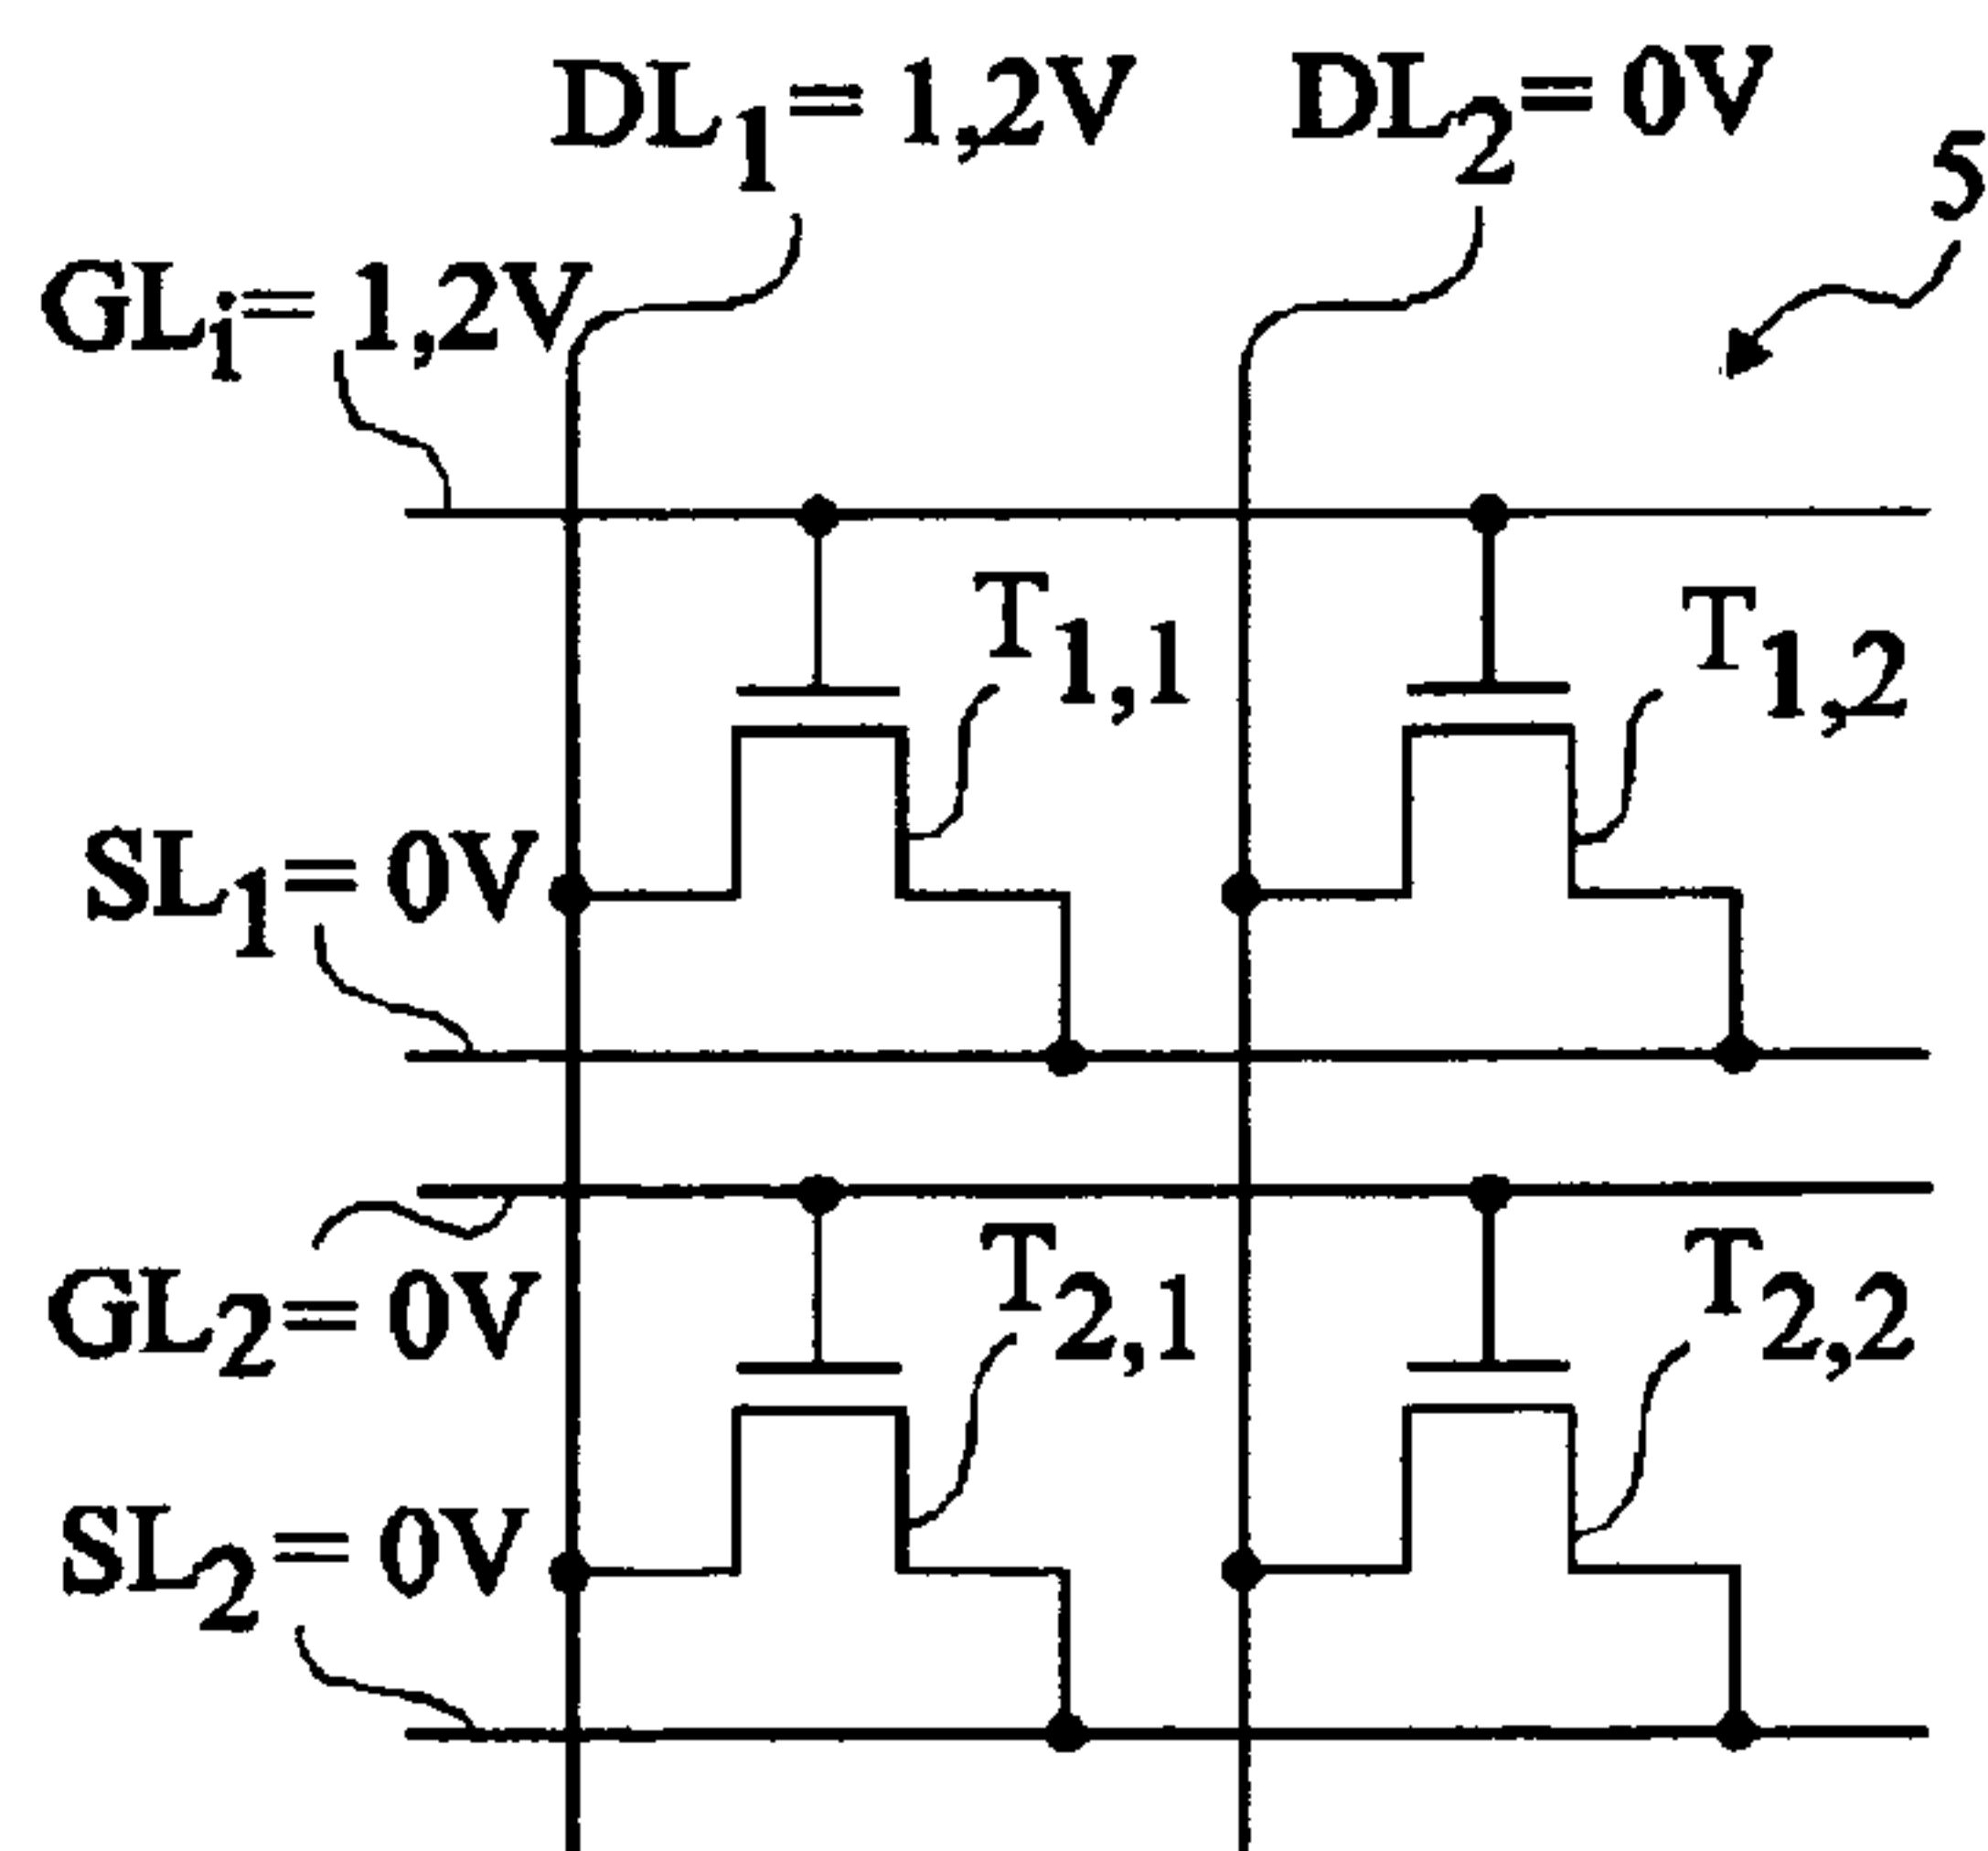 DL1 = 1,2V
DL2 = 0V
5
GLi = 1,2V
T1,1
T1,2
SL1 = 0V
GL2 = 0V
T2,1
T2,2
SL2 = 0V